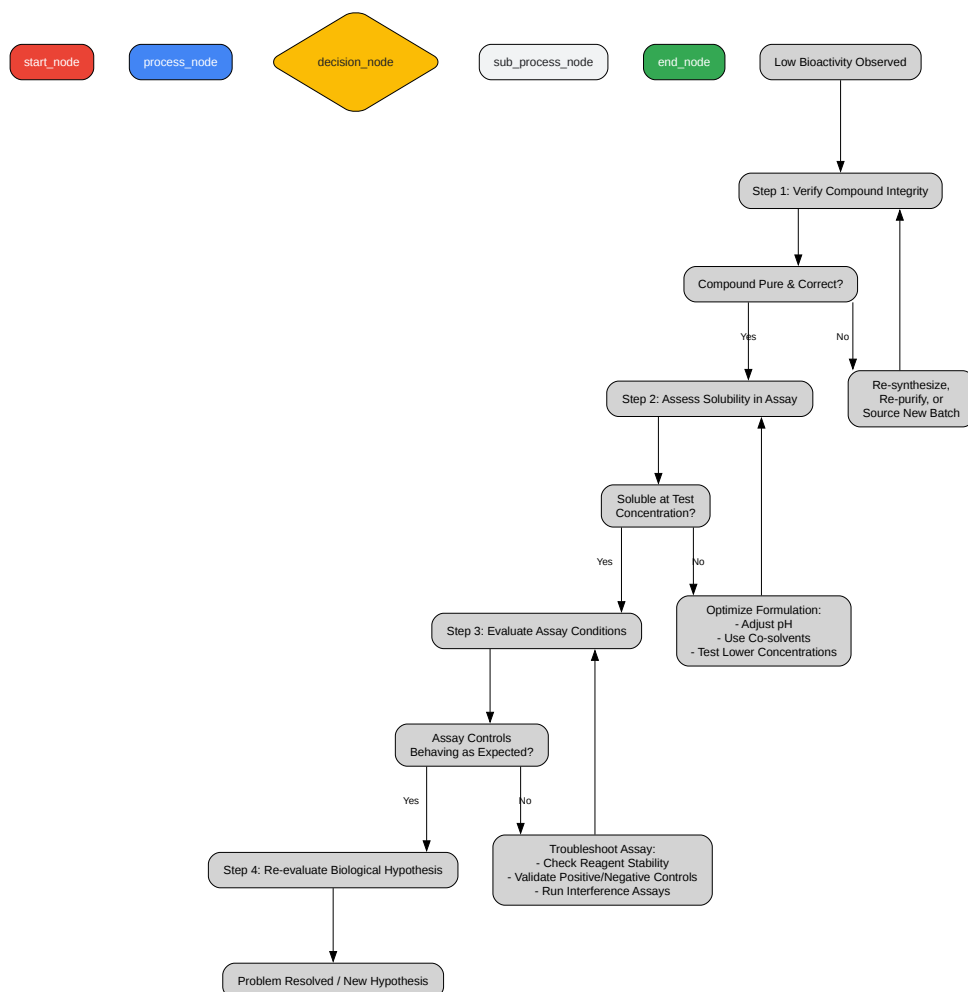 start_node
process_node
decision_node
sub_process_node
end_node
Low Bioactivity Observed
Step 1: Verify Compound Integrity
Compound Pure & Correct?
Yes
No
Re-synthesize,
Re-purify, or
Source New Batch
Step 2: Assess Solubility in Assay
Soluble at Test
Concentration?
Yes
No
Optimize Formulation:
- Adjust pH
- Use Co-solvents
- Test Lower Concentrations
Step 3: Evaluate Assay Conditions
Assay Controls
Behaving as Expected?
Yes
No
Troubleshoot Assay:
- Check Reagent Stability
- Validate Positive/Negative Controls
- Run Interference Assays
Step 4: Re-evaluate Biological Hypothesis
Problem Resolved / New Hypothesis